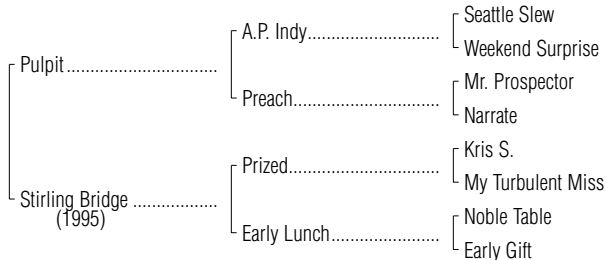 Seattle Slew
A.P. Indy..............................
Weekend Surprise
Pulpit................................
Mr. Prospector
Preach................................
Narrate
Kris S.
Prized................................
My Turbulent Miss
Stirling Bridge ..................
(1995)
Noble Table
Early Lunch.......................
Early Gift